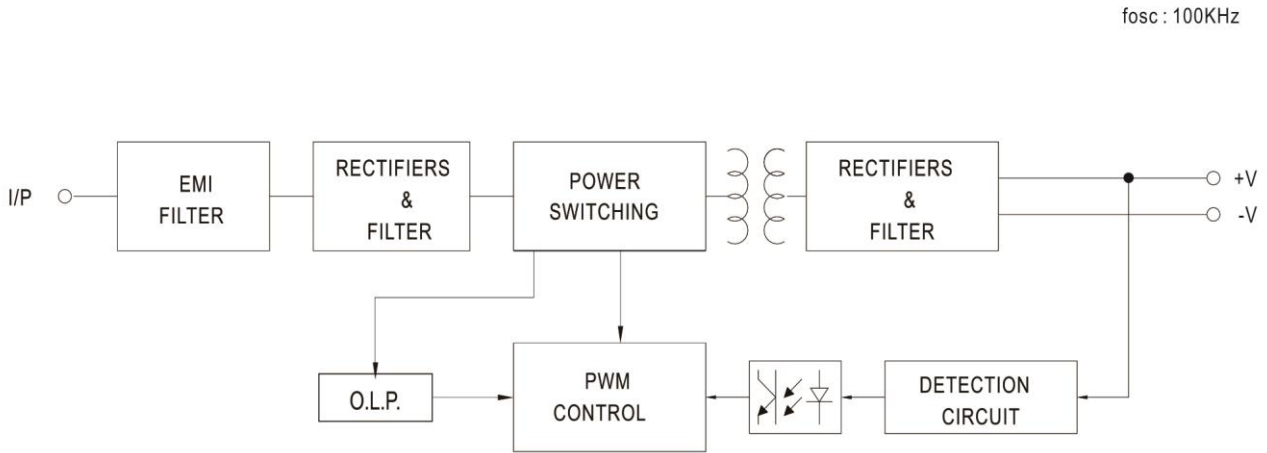 fosc : 100KHz
I/P
EMI
FILTER
RECTIFIERS
&
FILTER
POWER
SWITCHING
RECTIFIERS
&
FILTER
+V
-V
O.L.P.
PWM
CONTROL
DETECTION
CIRCUIT